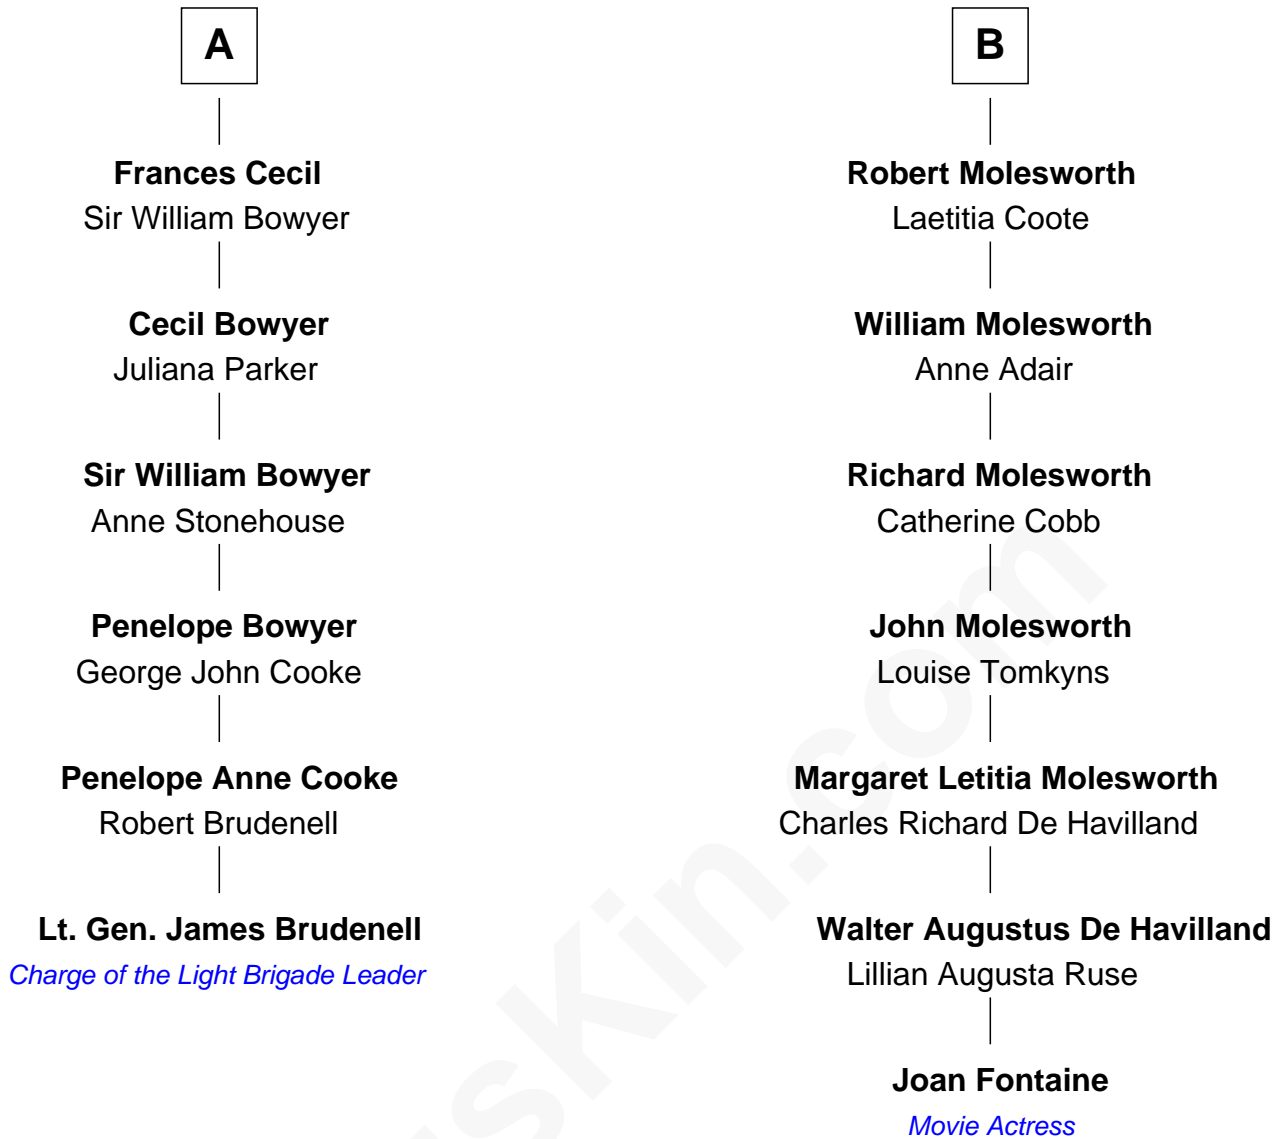 A
Frances Cecil
Sir William Bowyer
Cecil Bowyer
Juliana Parker
Sir William Bowyer
Anne Stonehouse
Penelope Bowyer
George John Cooke
Penelope Anne Cooke
Robert Brudenell
Lt. Gen. James Brudenell
Charge of the Light Brigade Leader
B
Robert Molesworth
Laetitia Coote
William Molesworth
Anne Adair
Richard Molesworth
Catherine Cobb
John Molesworth
Louise Tomkyns
Margaret Letitia Molesworth
Charles Richard De Havilland
Walter Augustus De Havilland
Lillian Augusta Ruse
Joan Fontaine
Movie Actress
usKin.com